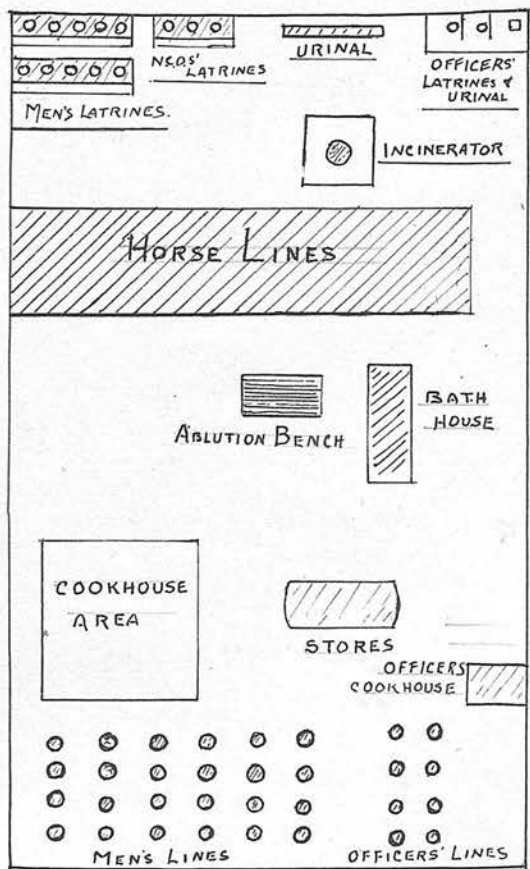 N.C.O.S'
LATRINES
URINAL
OFFICERS'
LATRINES &
URINAL
MEN'S LATRINES.
INCINERATOR
HORSE LINES
ABLUTION BENCH
BATH
HOUSE
COOKHOUSE
AREA
STORES
OFFICERS
COOKHOUSE
MEN'S LINES
OFFICERS' LINES